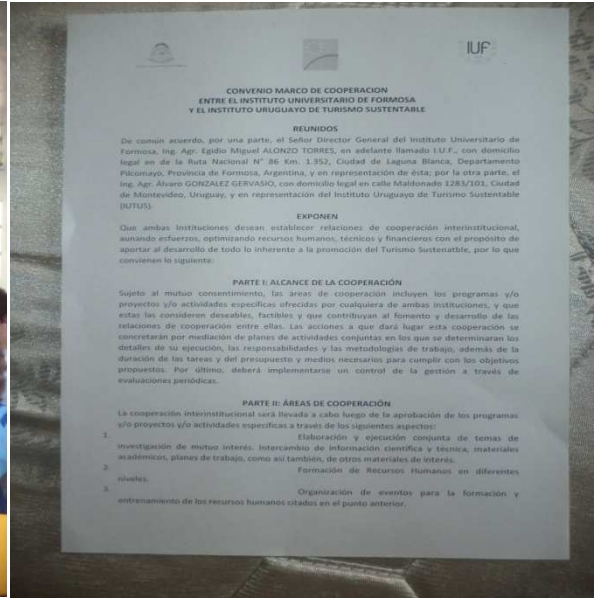 IUF
CONVENIO MARCO DE COOPERACION
ENTRE EL INSTITUTO UNIVERSITARIO DE FORMOSA
Y EL INSTITUTO URUGUAYO DE TURISMO SUSTENTABLE
REUNIDOS
De común acuerdo, por una parte, el Señor Director General del Instituto Universitario de
Formosa, Ing. Agr. Egidio Miguel ALONZO TORRES, en adelante llamado I.U.F., con domicilio
legal en de la Ruta Nacional N° 86 Km. 1.352, Ciudad de Laguna Blanca, Departamento
Pilcomayo, Provincia de Formosa, Argentina, y en representación de ésta; por la otra parte, el
Ing. Agr. Álvaro GONZALEZ GERVASIO, con domicilio legal en calle Maldonado 1283/101, Ciudad
de Montevideo, Uruguay, y en representación del Instituto Uruguayo de Turismo Sustentable
(IUTUS).
EXPONEN
Que ambas Instituciones desean establecer relaciones de cooperación interinstitucional,
aunando esfuerzos, optimizando recursos humanos, técnicos y financieros con el propósito de
aportar al desarrollo de todo lo inherente a la promoción del Turismo Sustenatble, por lo que
convienen lo siguiente:
PARTE I: ALCANCE DE LA COOPERACIÓN
Sujeto al mutuo consentimiento, las áreas de cooperación incluyen los programas y/o
proyectos y/o actividades específicas ofrecidas por cualquiera de ambas instituciones, y que
estas las consideren deseables, factibles y que contribuyan al fomento y desarrollo de las
relaciones de cooperación entre ellas. Las acciones a que dará lugar esta cooperación se
concretarán por mediación de planes de actividades conjuntas en los que se determinaran los
detalles de su ejecución, las responsabilidades y las metodologías de trabajo, además de la
duración de las tareas y del presupuesto y medios necesarios para cumplir con los objetivos
propuestos. Por último, deberá implementarse un control de la gestión a través de
evaluaciones periódicas.
PARTE II: ÁREAS DE COOPERACIÓN
La cooperación interinstitucional será llevada a cabo luego de la aprobación de los programas
y/o proyectos y/o actividades específicas a través de los siguientes aspectos:
1. Elaboración y ejecución conjunta de temas de
investigación de mutuo interés. Intercambio de información científica y técnica, materiales
académicos, planes de trabajo, como así también, de otros materiales de interés.
2. Formación de Recursos Humanos en diferentes
niveles.
3. Organización de eventos para la formación y
entrenamiento de los recursos humanos citados en el punto anterior.